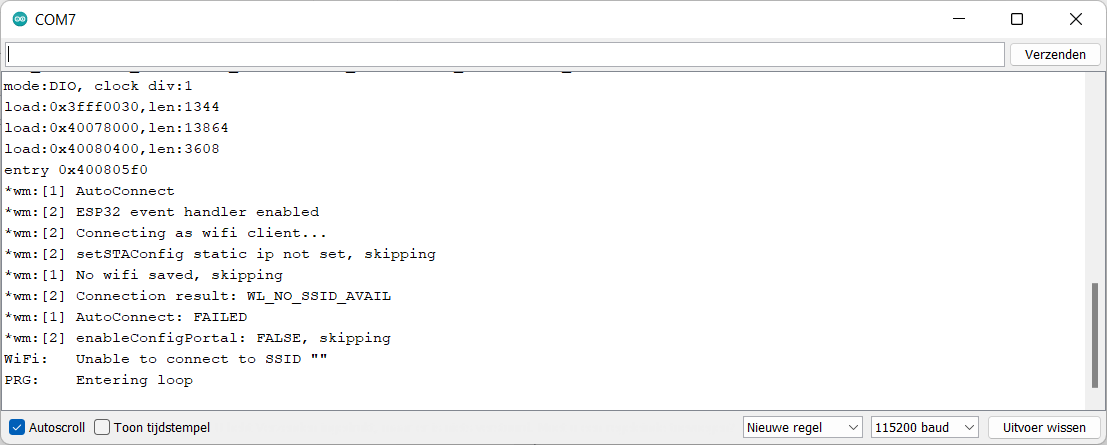 COM7
Verzenden
mode:DIO, clock div:1
load:0x3fff0030,len:1344
load:0x40078000,len:13864
load:0x40080400,len:3608
entry 0x400805f0
*wm:[1] AutoConnect
*wm:[2] ESP32 event handler enabled
*wm:[2] Connecting as wifi client...
*wm:[2] setSTAConfig static ip not set, skipping
*wm:[1] No wifi saved, skipping
*wm:[2] Connection result: WL_NO_SSID_AVAIL
*wm:[1] AutoConnect: FAILED
*wm:[2] enableConfigPortal: FALSE, skipping
WiFi:   Unable to connect to SSID ""
PRG:    Entering loop
Autoscroll Toon tijdstempel Nieuwe regel 115200 baud Uitvoer wissen